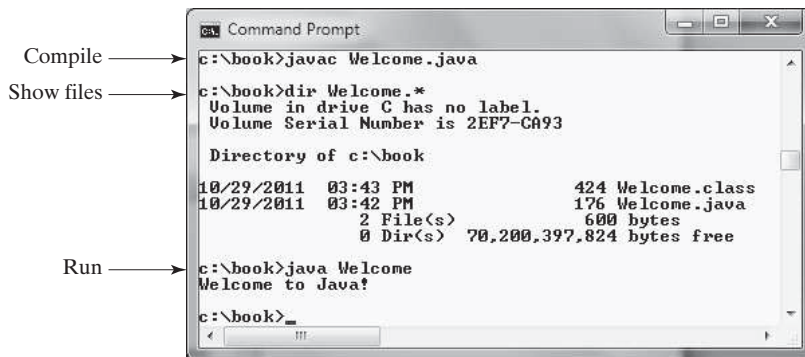 Command Prompt
Compile
c:\book>javac Welcome.java
Show files
c:\book>dir Welcome.*
Volume in drive C has no label.
Volume Serial Number is 2EF7-CA93
Directory of c:\book
10/29/2011 03:43 PM 424 Welcome.class
10/29/2011 03:42 PM 176 Welcome.java
2 File(s) 600 bytes
0 Dir(s) 70,200,397,824 bytes free
Run
c:\book>java Welcome
Welcome to Java!
c:\book>_